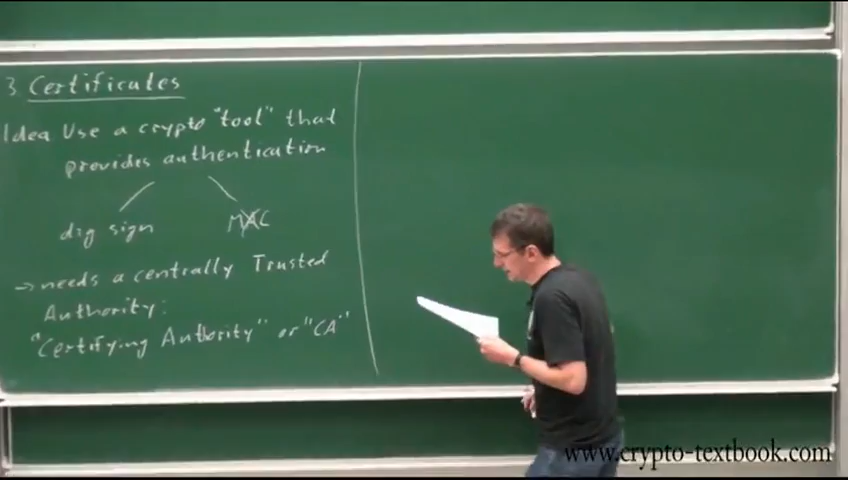 3 Certificates
Idea Use a crypto "tool" that
provides authentication
dig sign MAC
→ needs a centrally Trusted
Authority:
"Certifying Authority" or "CA"
www.crypto-textbook.com